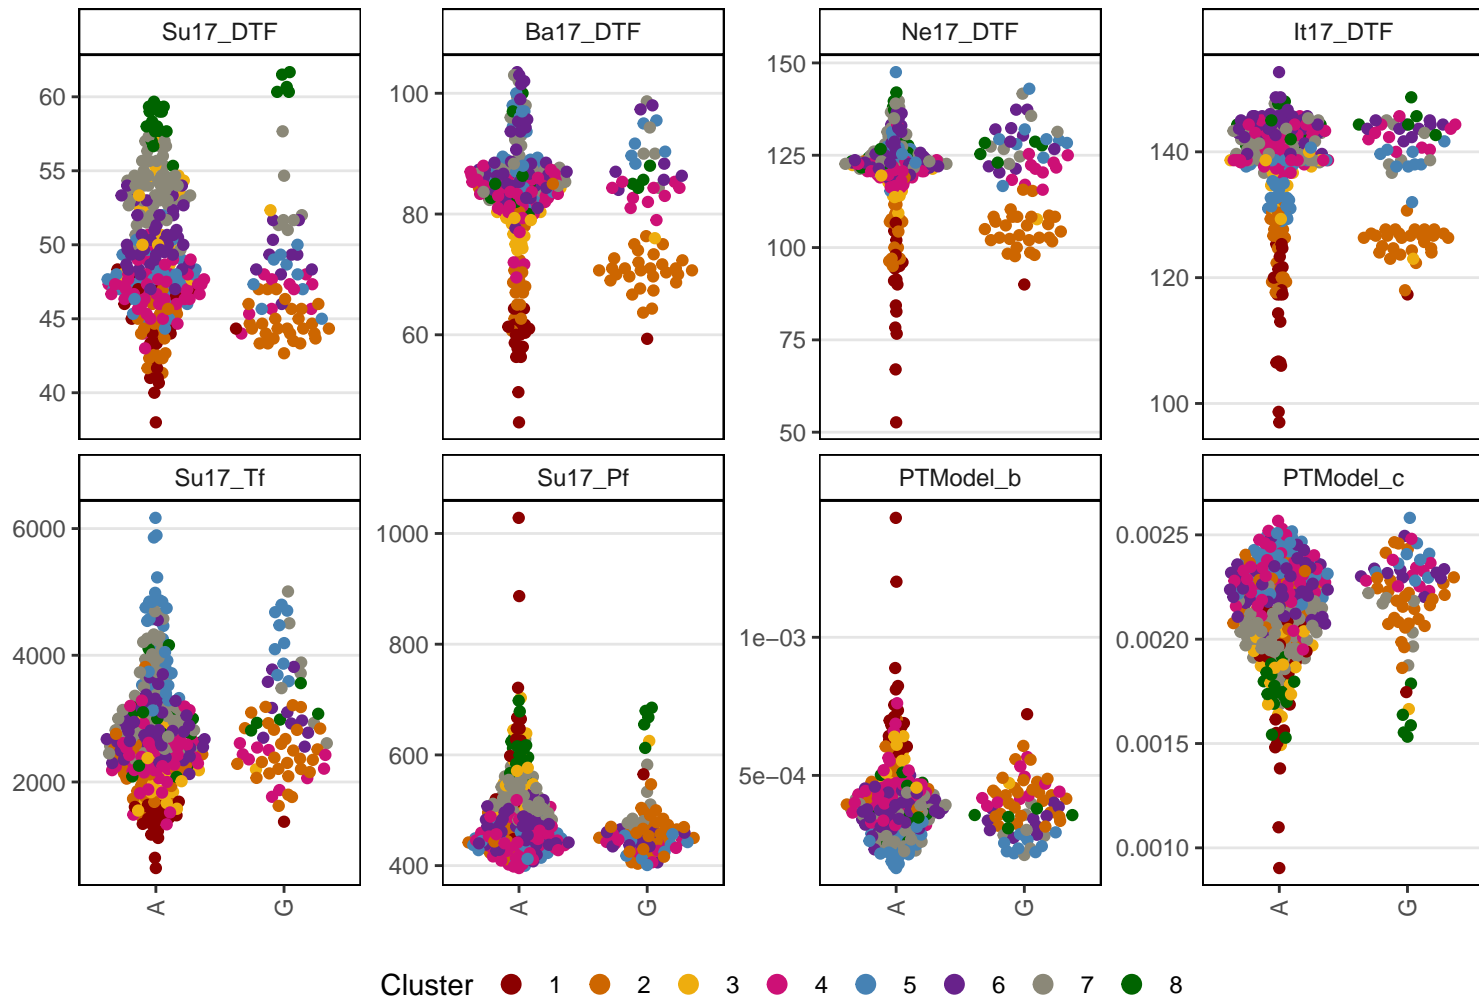 Su17_DTF
Ba17_DTF
Ne17_DTF
It17_DTF
60
55
50
45
40
100
80
60
150
125
100
75
50
140
120
100
Su17_Tf
Su17_Pf
PTModel_b
PTModel_c
6000
4000
2000
1000
800
600
400
1e−03
5e−04
0.0025
0.0020
0.0015
0.0010
A
G
A
G
A
G
A
G
Cluster 1 2 3 4 5 6 7 8